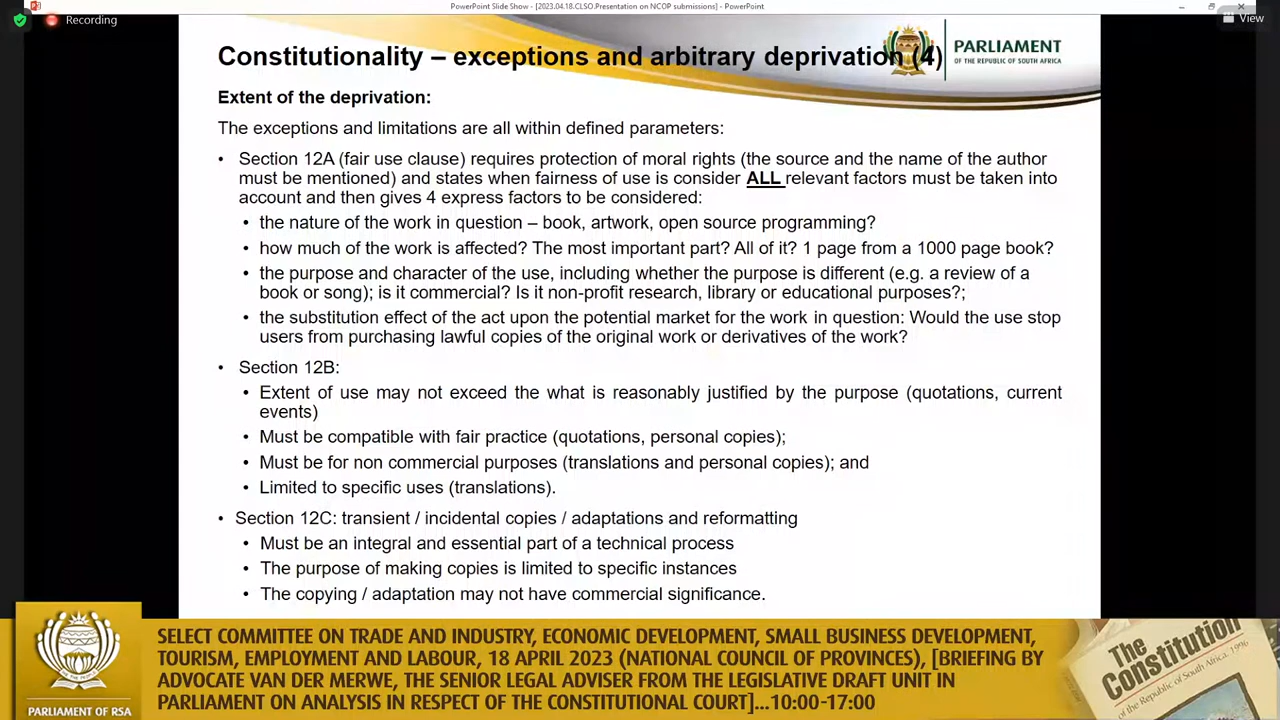 PowerPoint Slide Show - [2023.04.18.CLSO.Presentation on NCOP submissions] - PowerPoint
Recording
View
Constitutionality – exceptions and arbitrary deprivation (4)
PARLIAMENT
OF THE REPUBLIC OF SOUTH AFRICA
Extent of the deprivation:
The exceptions and limitations are all within defined parameters:
• Section 12A (fair use clause) requires protection of moral rights (the source and the name of the author
must be mentioned) and states when fairness of use is consider ALL relevant factors must be taken into
account and then gives 4 express factors to be considered:
• the nature of the work in question – book, artwork, open source programming?
• how much of the work is affected? The most important part? All of it? 1 page from a 1000 page book?
• the purpose and character of the use, including whether the purpose is different (e.g. a review of a
book or song); is it commercial? Is it non-profit research, library or educational purposes?;
• the substitution effect of the act upon the potential market for the work in question: Would the use stop
users from purchasing lawful copies of the original work or derivatives of the work?
• Section 12B:
• Extent of use may not exceed the what is reasonably justified by the purpose (quotations, current
events)
• Must be compatible with fair practice (quotations, personal copies);
• Must be for non commercial purposes (translations and personal copies); and
• Limited to specific uses (translations).
• Section 12C: transient / incidental copies / adaptations and reformatting
• Must be an integral and essential part of a technical process
• The purpose of making copies is limited to specific instances
• The copying / adaptation may not have commercial significance.
SELECT COMMITTEE ON TRADE AND INDUSTRY, ECONOMIC DEVELOPMENT, SMALL BUSINESS DEVELOPMENT,
TOURISM, EMPLOYMENT AND LABOUR, 18 APRIL 2023 (NATIONAL COUNCIL OF PROVINCES), [BRIEFING BY
ADVOCATE VAN DER MERWE, THE SENIOR LEGAL ADVISER FROM THE LEGISLATIVE DRAFT UNIT IN
PARLIAMENT ON ANALYSIS IN RESPECT OF THE CONSTITUTIONAL COURT]...10:00-17:00
PARLIAMENT OF RSA
The
Constitution
of the Republic of South Africa, 1996